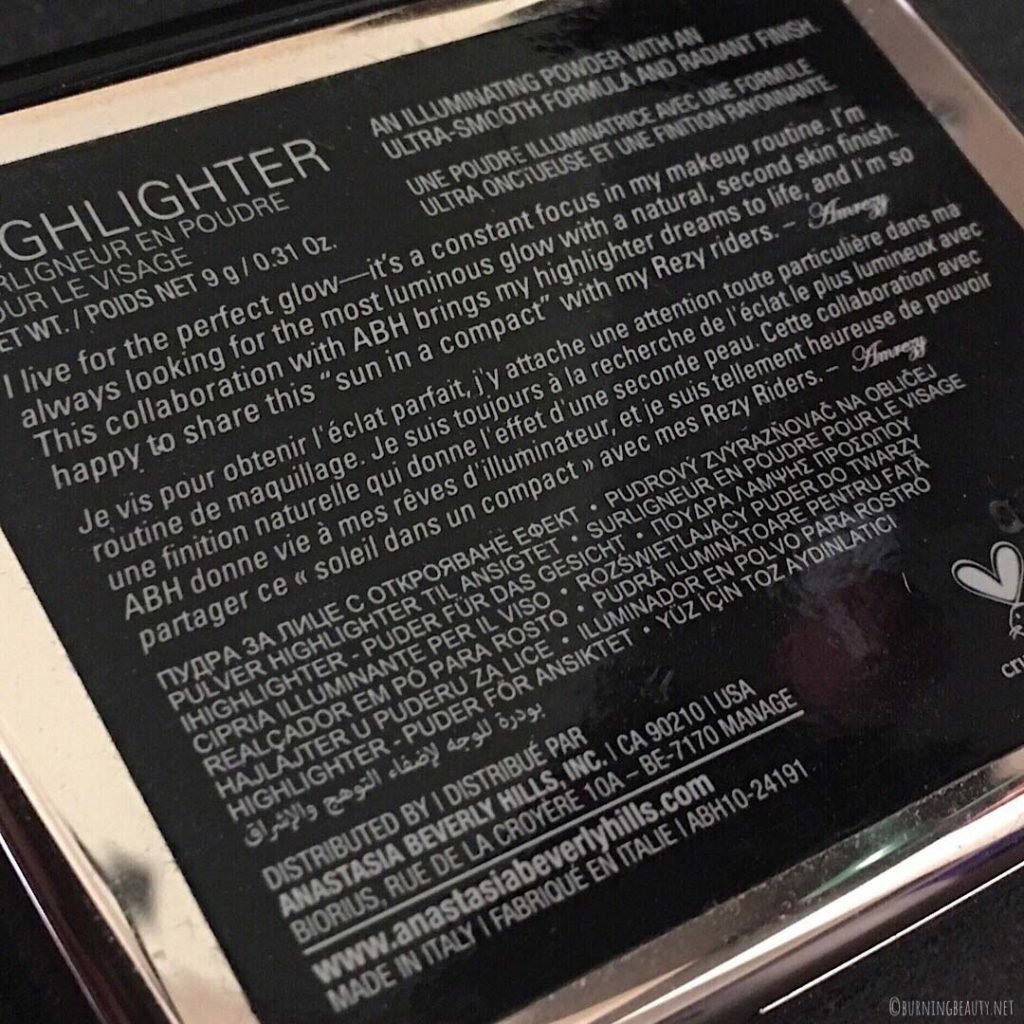 GHLIGHTER
RLIGNEUR EN POUDRE
OUR LE VISAGE
ET WT. / POIDS NET 9 g / 0.31 Oz.
AN ILLUMINATING POWDER WITH AN
ULTRA-SMOOTH FORMULA AND RADIANT FINISH.
UNE POUDRE ILLUMINATRICE AVEC UNE FORMULE
ULTRA ONCTUEUSE ET UNE FINITION RAYONNANTE.
I live for the perfect glow—it's a constant focus in my makeup routine. I'm
always looking for the most luminous glow with a natural, second skin finish.
This collaboration with ABH brings my highlighter dreams to life, and I'm so
happy to share this “sun in a compact” with my Rezy riders. – Amrezy
Je vis pour obtenir l'éclat parfait, j'y attache une attention toute particulière dans ma
routine de maquillage. Je suis toujours à la recherche de l'éclat le plus lumineux avec
une finition naturelle qui donne l'effet d'une seconde peau. Cette collaboration avec
ABH donne vie à mes rêves d'illuminateur, et je suis tellement heureuse de pouvoir
partager ce « soleil dans un compact » avec mes Rezy Riders. – Amrezy
ПУДРА ЗА ЛИЦЕ С ОТКРОЯВАНЕ ЕФЕКТ • PUDROVÝ ZVÝRAZŇOVAČ NA OBLIČEJ
PULVER HIGHLIGHTER TIL ANSIGTET • SURLIGNEUR EN POUDRE POUR LE VISAGE
IHIGHLIGHTER - PUDER FÜR DAS GESICHT • ΠΟΥΔΡΑ ΛΑΜΨΗΣ ΠΡΟΣΩΠΟΥ
CIPRIA ILLUMINANTE PER IL VISO • ROZŚWIETLAJĄCY PUDER DO TWARZY
REALÇADOR EM PÓ PARA ROSTO • PUDRĂ ILUMINATOARE PENTRU FAȚĂ
HAJLAJTER U PUDERU ZA LICE • ILUMINADOR EN POLVO PARA ROSTRO
HIGHLIGHTER - PUDER FÖR ANSIKTET • YÜZ İÇİN TOZ AYDINLATICI
بودرة للوجه لإضفاء التوهج والإشراق
DISTRIBUTED BY | DISTRIBUÉ PAR
ANASTASIA BEVERLY HILLS, INC. | CA 90210 | USA
BIORIUS, RUE DE LA CROYÈRE 10A – BE-7170 MANAGE
www.anastasiabeverlyhills.com
MADE IN ITALY | FABRIQUÉ EN ITALIE | ABH10-24191
©BURNINGBEAUTY.NET